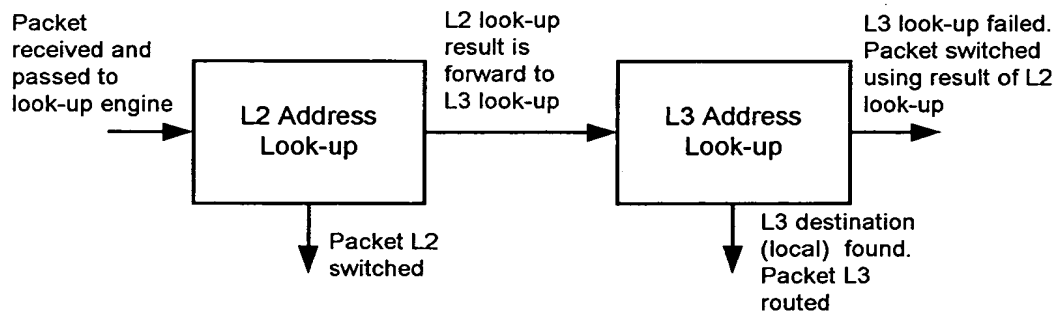 Packet
received and
passed to
look-up engine
L2 Address
Look-up
L2 look-up
result is
forward to
L3 look-up
L3 Address
Look-up
L3 look-up failed.
Packet switched
using result of L2
look-up
Packet L2
switched
L3 destination
(local) found.
Packet L3
routed